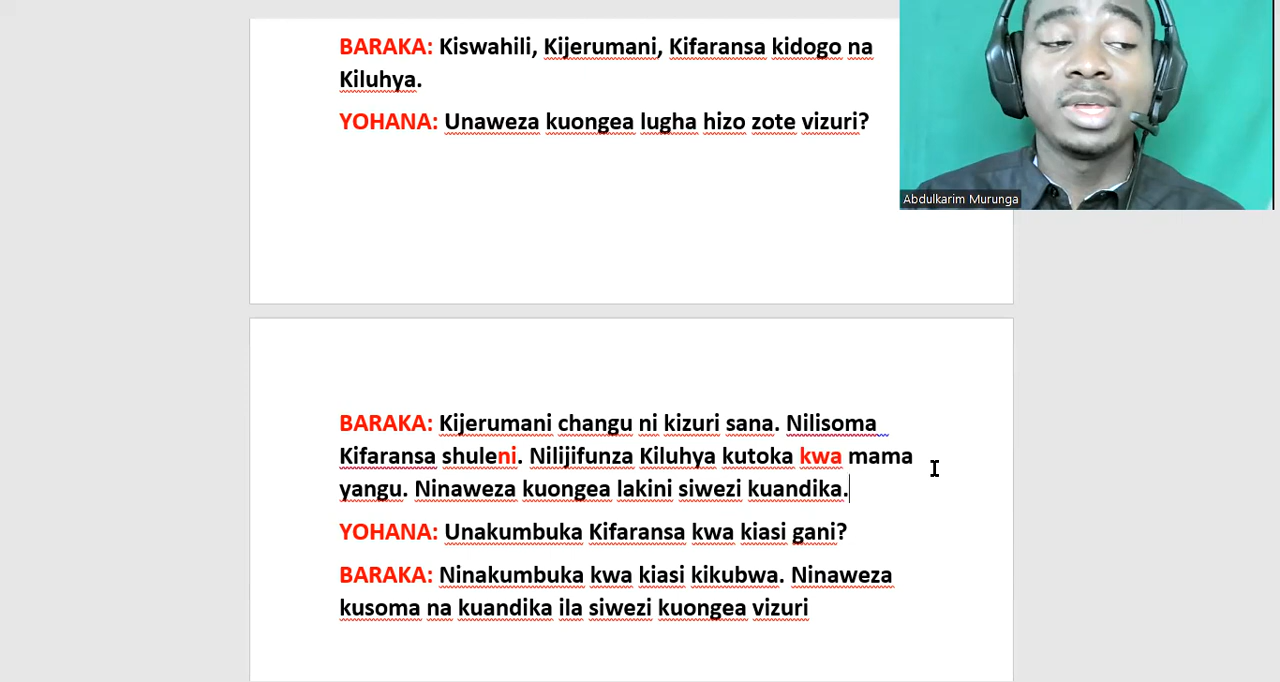 BARAKA: Kiswahili, Kijerumani, Kifaransa kidogo na
Kiluhya.
YOHANA: Unaweza kuongea lugha hizo zote vizuri?
Abdulkarim Murunga
BARAKA: Kijerumani changu ni kizuri sana. Nilisoma
Kifaransa shuleni. Nilijifunza Kiluhya kutoka kwa mama
yangu. Ninaweza kuongea lakini siwezi kuandika.
YOHANA: Unakumbuka Kifaransa kwa kiasi gani?
BARAKA: Ninakumbuka kwa kiasi kikubwa. Ninaweza
kusoma na kuandika ila siwezi kuongea vizuri